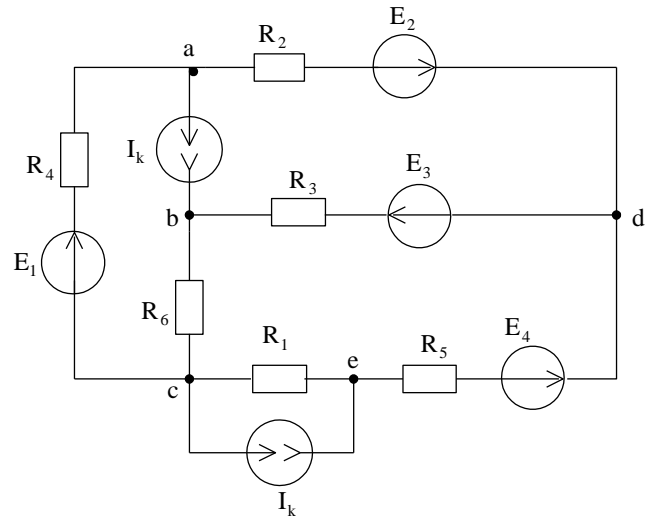 E₂
a
R₂
R₄
Iₖ
E₃
R₃
b
d
E₁
R₆
R₁
E₄
R₅
e
c
Iₖ